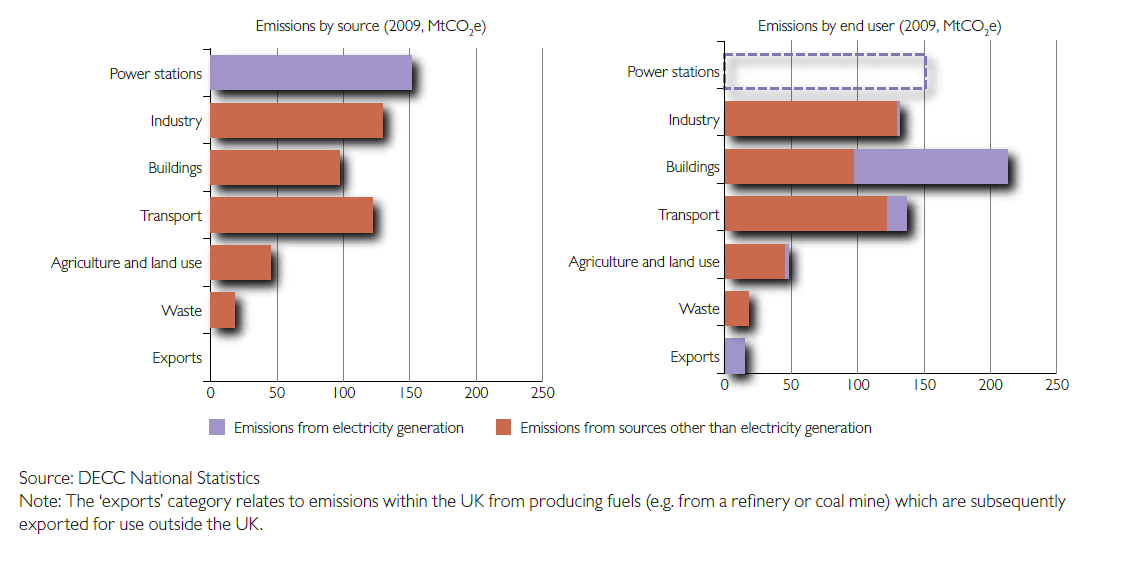 Emissions by source (2009, MtCO2e)
Power stations
Industry
Buildings
Transport
Agriculture and land use
Waste
Exports
0 50 100 150 200 250
Emissions by end user (2009, MtCO2e)
Power stations
Industry
Buildings
Transport
Agriculture and land use
Waste
Exports
0 50 100 150 200 250
Emissions from electricity generation
Emissions from sources other than electricity generation
Source: DECC National Statistics
Note: The ‘exports’ category relates to emissions within the UK from producing fuels (e.g. from a refinery or coal mine) which are subsequently
exported for use outside the UK.